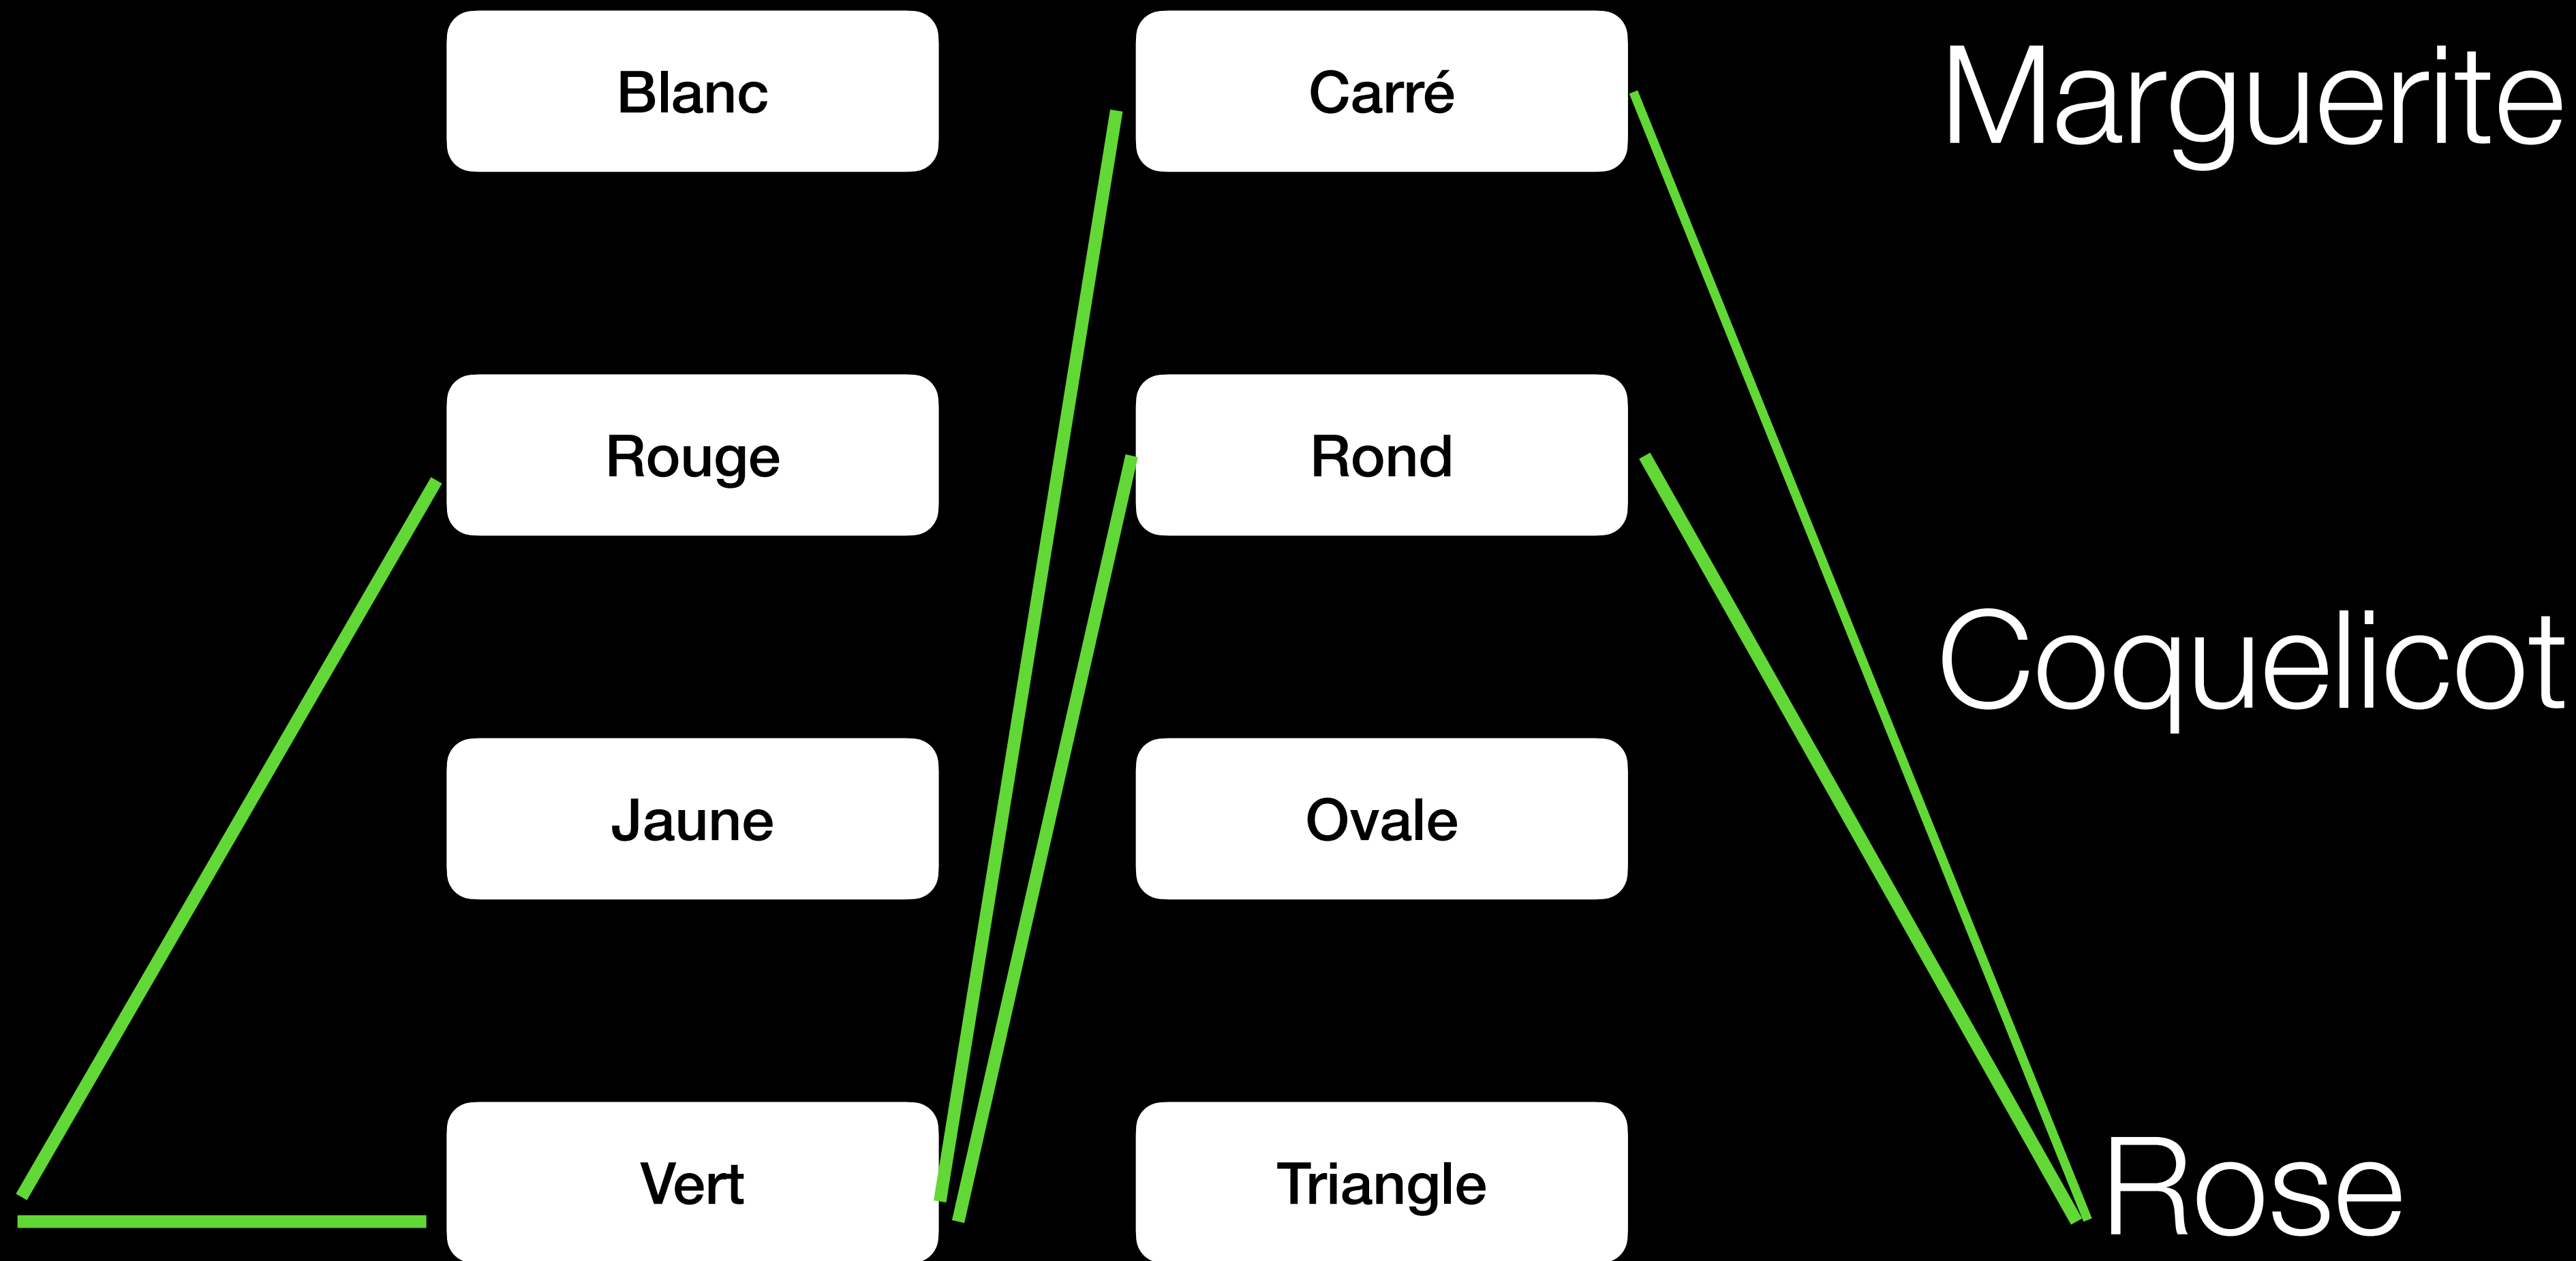 Blanc
Carré
Marguerite
Rouge
Rond
Coquelicot
Jaune
Ovale
Vert
Triangle
Rose